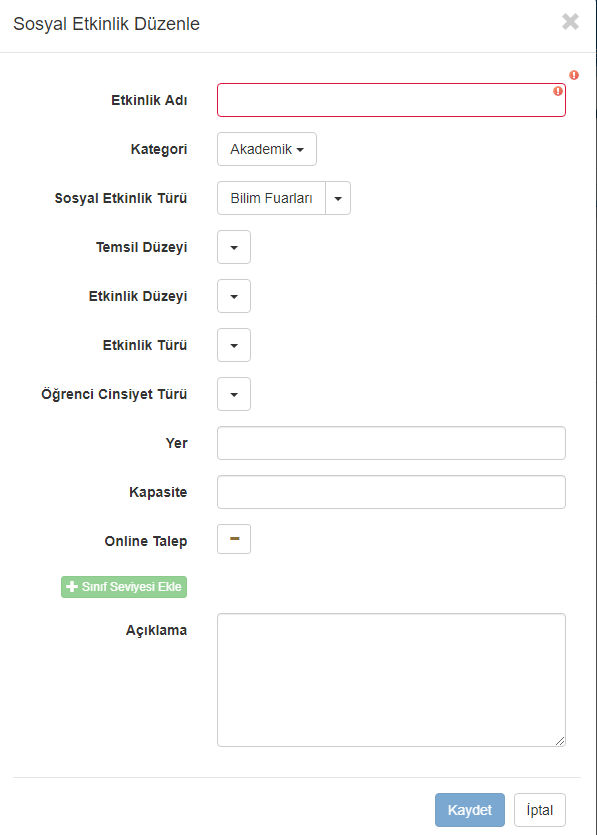 Sosyal Etkinlik Düzenle
Etkinlik Adı
Kategori Akademik
Sosyal Etkinlik Türü Bilim Fuarları
Temsil Düzeyi
Etkinlik Düzeyi
Etkinlik Türü
Öğrenci Cinsiyet Türü
Yer
Kapasite
Online Talep
Sınıf Seviyesi Ekle
Açıklama
Kaydet İptal